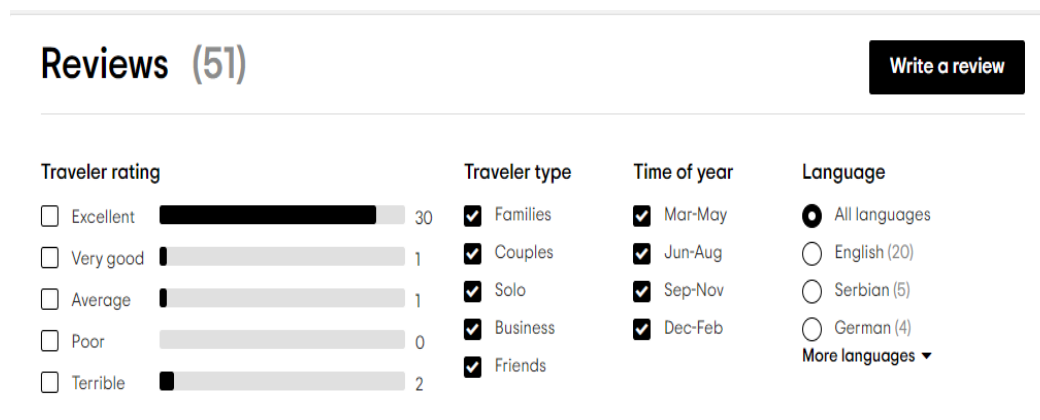 Reviews (51)
Write a review
Traveler rating
Excellent 30
Very good 1
Average 1
Poor 0
Terrible 2
Traveler type
Families
Couples
Solo
Business
Friends
Time of year
Mar-May
Jun-Aug
Sep-Nov
Dec-Feb
Language
All languages
English (20)
Serbian (5)
German (4)
More languages